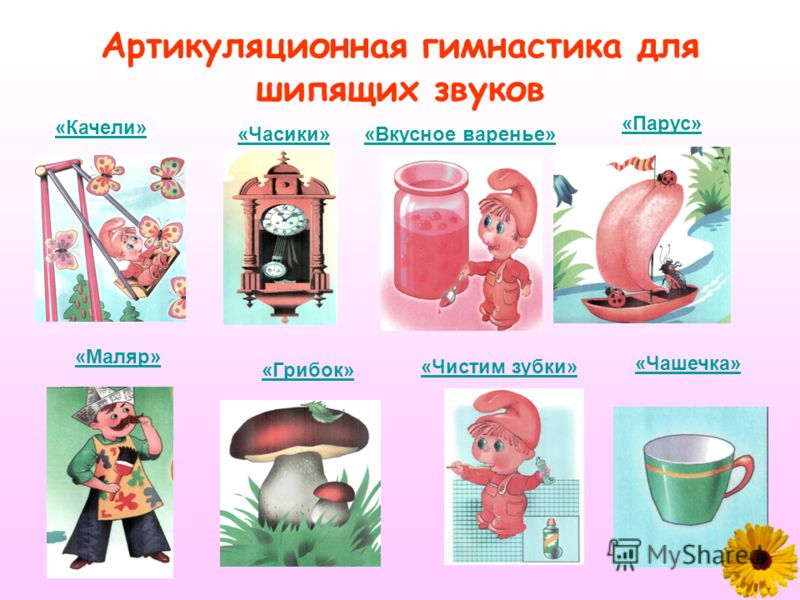 Артикуляционная гимнастика для
шипящих звуков
«Качели»
«Часики»
«Вкусное варенье»
«Парус»
«Маляр»
«Грибок»
«Чистим зубки»
«Чашечка»
MyShared